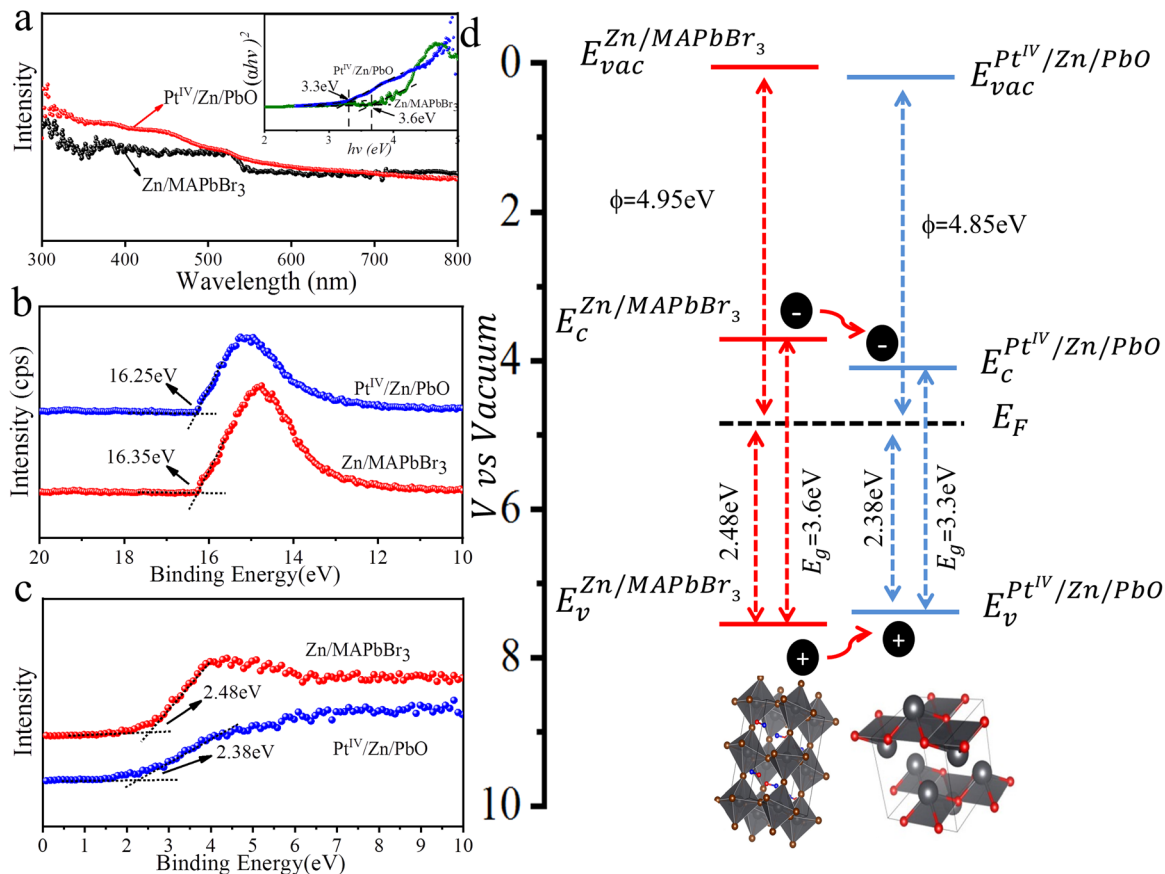 a
Intensity
Pt^IV/Zn/PbO
Zn/MAPbBr₃
(αhν)²
Pt^IV/Zn/PbO
3.3eV
Zn/MAPbBr₃
3.6eV
2 3 4 5
hν (eV)
300 400 500 600 700 800
Wavelength (nm)
b
Intensity (cps)
16.25eV
Pt^IV/Zn/PbO
16.35eV
Zn/MAPbBr₃
20 18 16 14 12 10
Binding Energy(eV)
c
Intensity
Zn/MAPbBr₃
2.48eV
2.38eV
Pt^IV/Zn/PbO
0 1 2 3 4 5 6 7 8 9 10
Binding Energy(eV)
d
V vs Vacuum
0
2
4
6
8
10
E_vac^Zn/MAPbBr₃
E_vac^Pt^IV/Zn/PbO
ϕ=4.95eV
ϕ=4.85eV
E_c^Zn/MAPbBr₃
-
-
E_c^Pt^IV/Zn/PbO
E_F
2.48eV
E_g=3.6eV
2.38eV
E_g=3.3eV
E_v^Zn/MAPbBr₃
E_v^Pt^IV/Zn/PbO
+
+